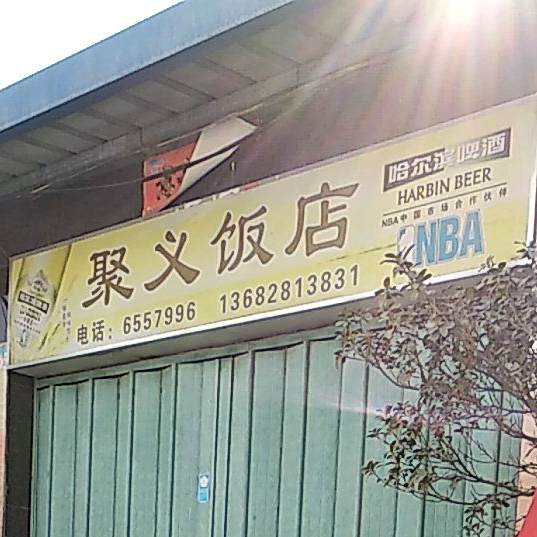 哈尔滨啤酒
HARBIN BEER
NBA中国市场合作伙伴
NBA
聚义饭店
电话：6557996 13682813831